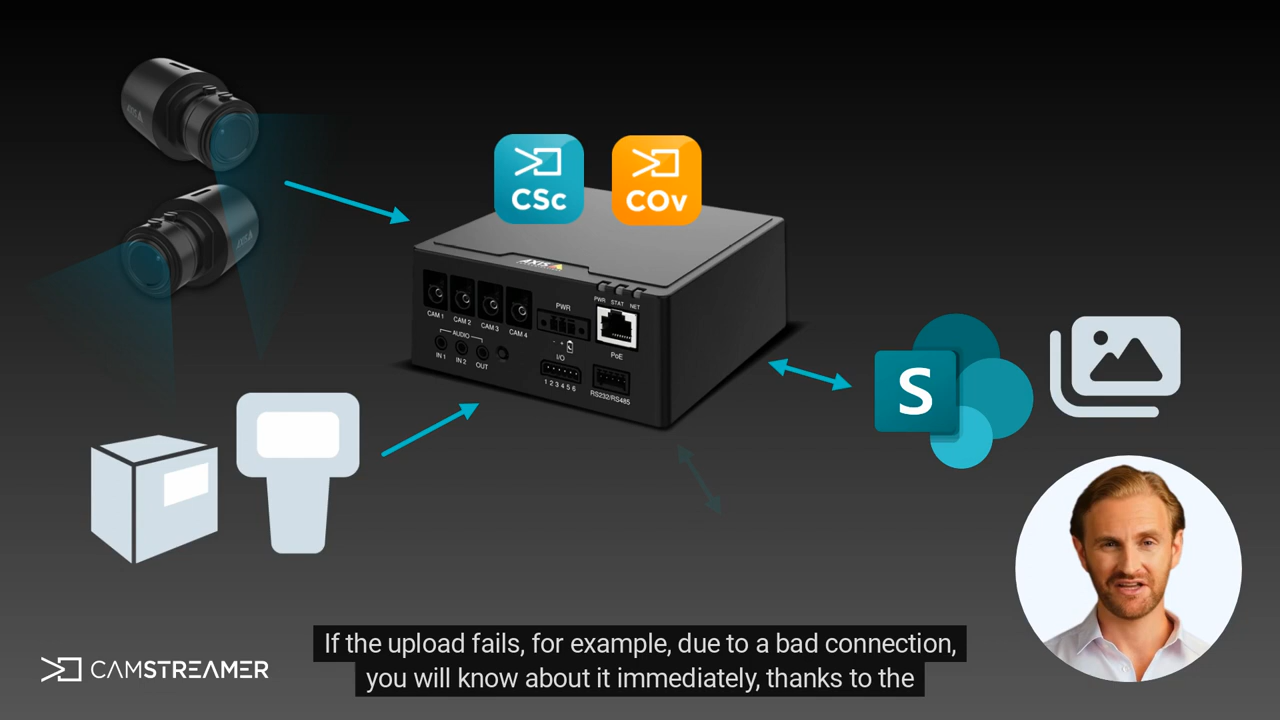 CSc
COv
AXIS
PWR STAT NET
CAM 1 CAM 2 CAM 3 CAM 4
PWR
AUDIO
IN 1 IN 2 OUT
- +
I/O
PoE
1 2 3 4 5 6
RS232/RS485
S
If the upload fails, for example, due to a bad connection,
you will know about it immediately, thanks to the
CAMSTREAMER